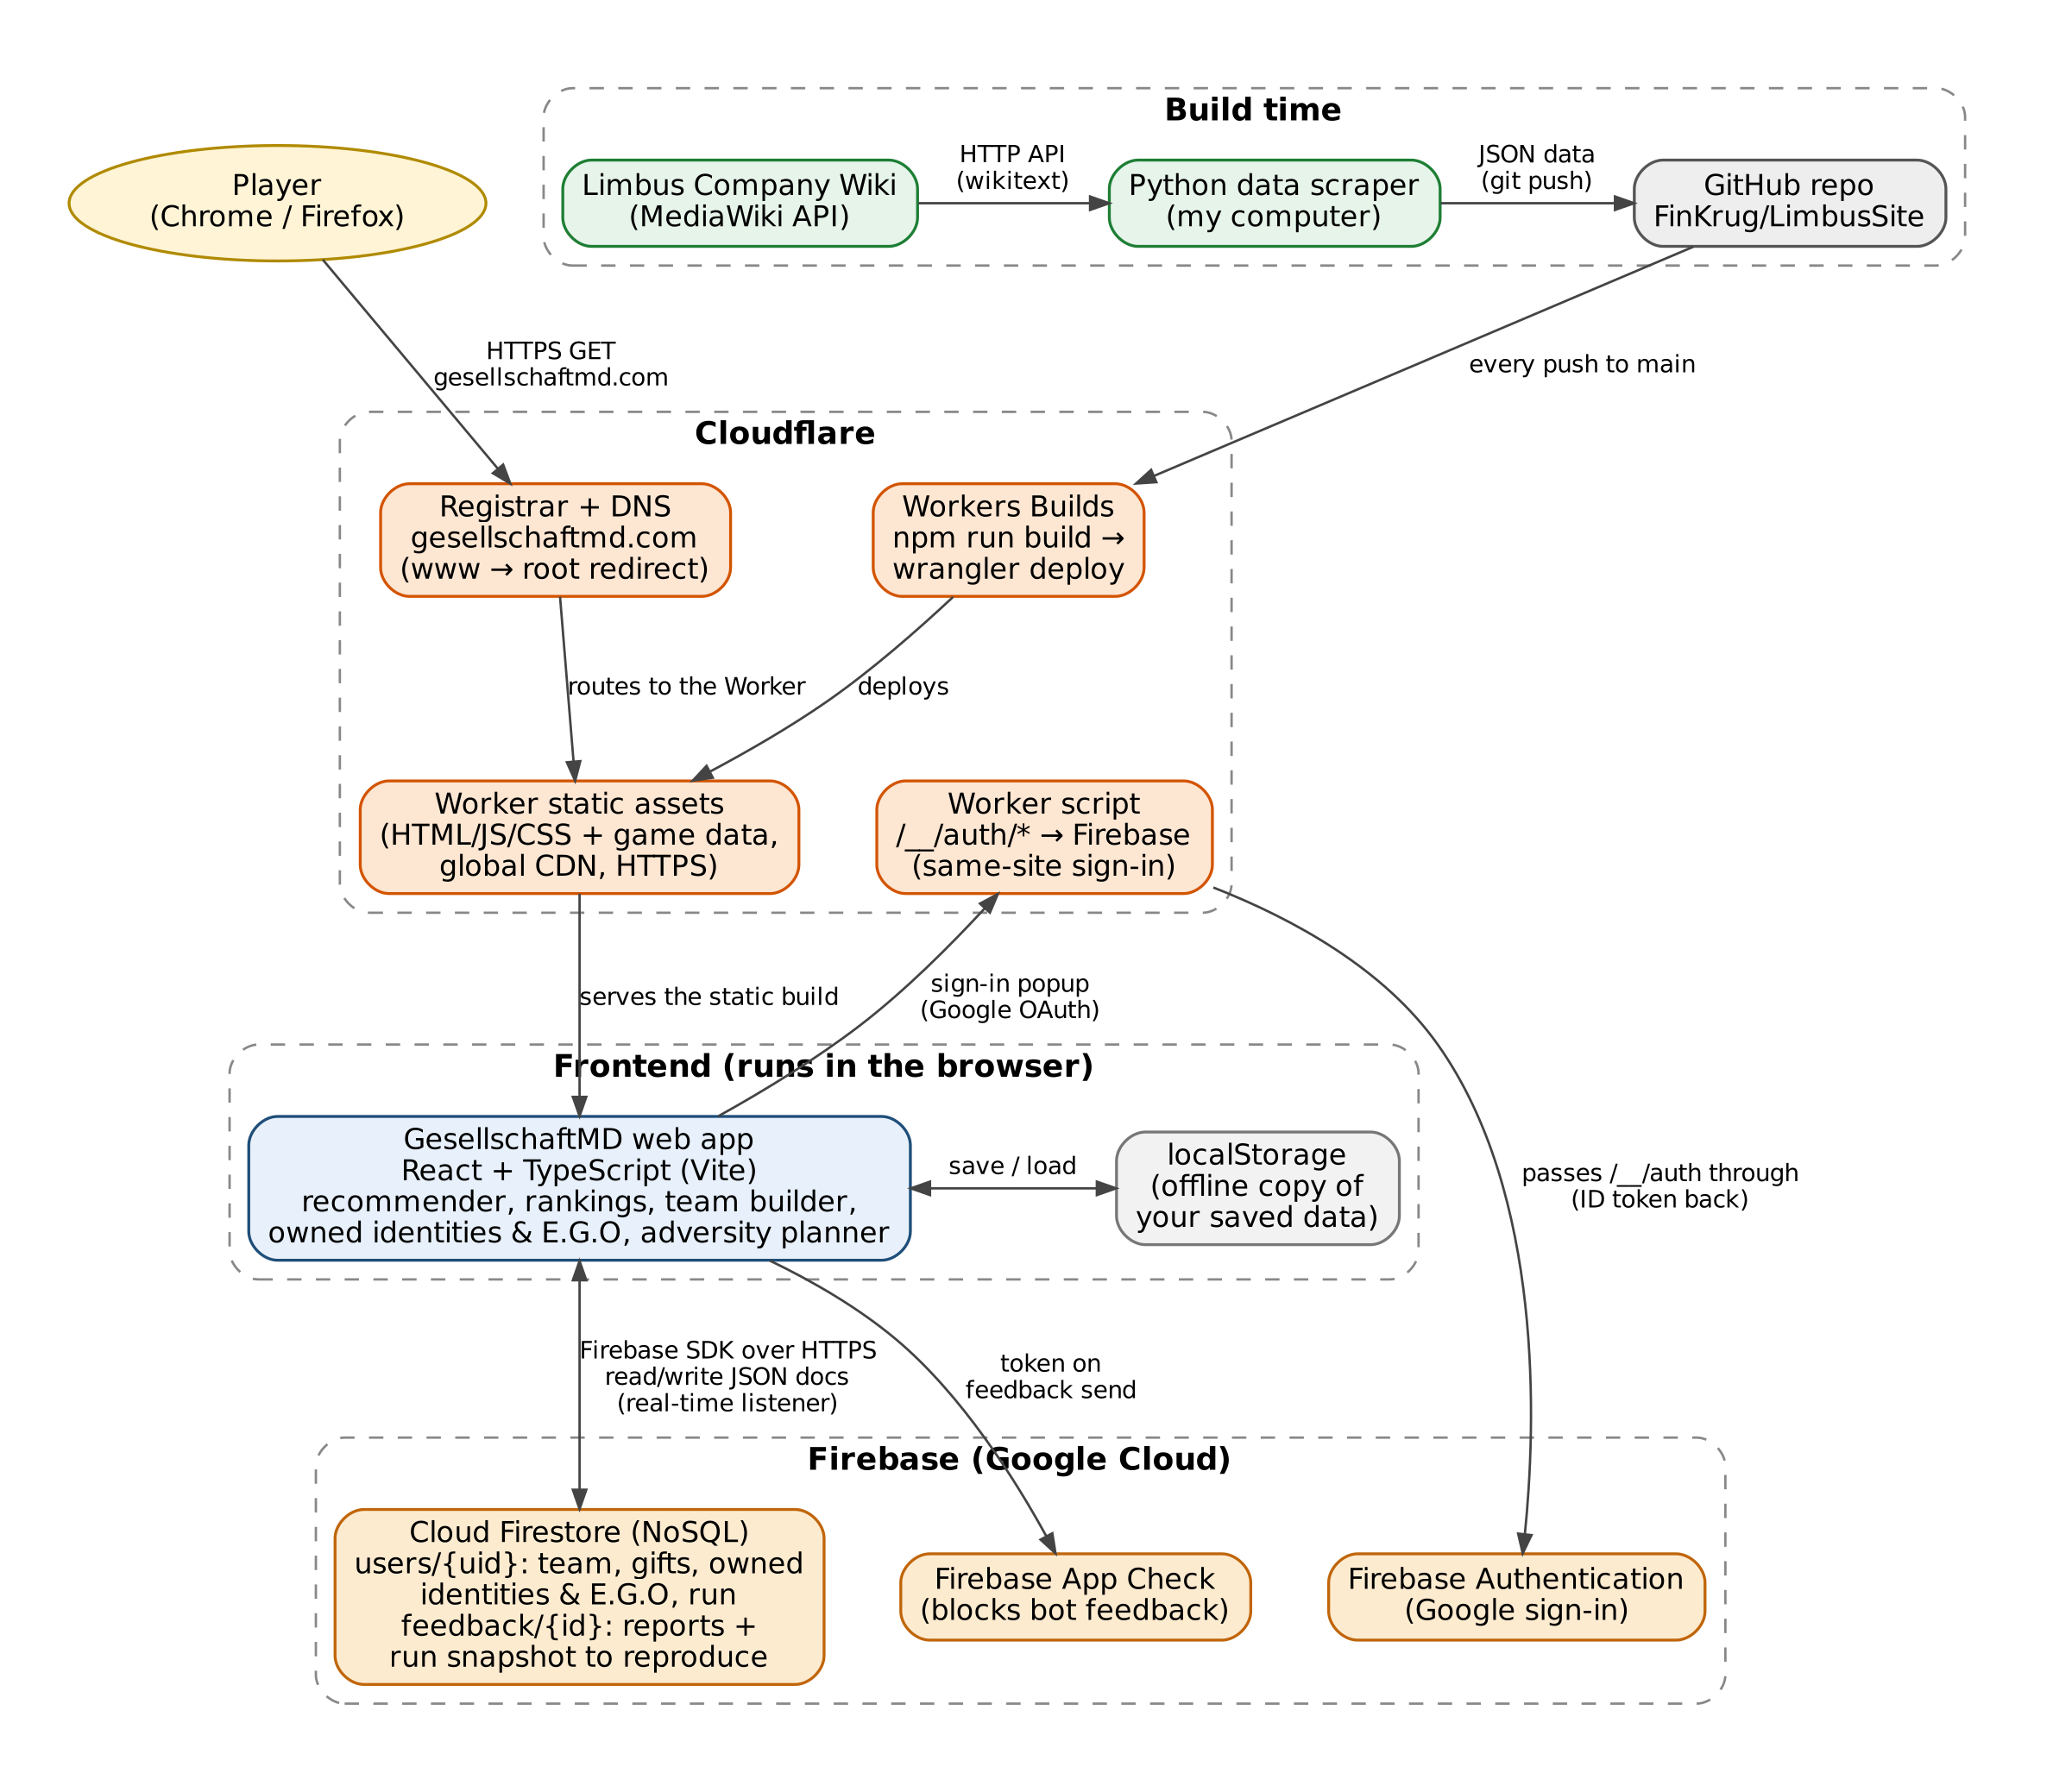 Build time
Player
(Chrome / Firefox)
Limbus Company Wiki
(MediaWiki API)
HTTP API
(wikitext)
Python data scraper
(my computer)
JSON data
(git push)
GitHub repo
FinKrug/LimbusSite
HTTPS GET
gesellschaftmd.com
every push to main
Cloudflare
Registrar + DNS
gesellschaftmd.com
(www → root redirect)
Workers Builds
npm run build →
wrangler deploy
routes to the Worker
deploys
Worker static assets
(HTML/JS/CSS + game data,
global CDN, HTTPS)
Worker script
/__/auth/* → Firebase
(same-site sign-in)
serves the static build
sign-in popup
(Google OAuth)
Frontend (runs in the browser)
GesellschaftMD web app
React + TypeScript (Vite)
recommender, rankings, team builder,
owned identities & E.G.O, adversity planner
save / load
localStorage
(offline copy of
your saved data)
passes /__/auth through
(ID token back)
Firebase SDK over HTTPS
read/write JSON docs
(real-time listener)
token on
feedback send
Firebase (Google Cloud)
Cloud Firestore (NoSQL)
users/{uid}: team, gifts, owned
identities & E.G.O, run
feedback/{id}: reports +
run snapshot to reproduce
Firebase App Check
(blocks bot feedback)
Firebase Authentication
(Google sign-in)